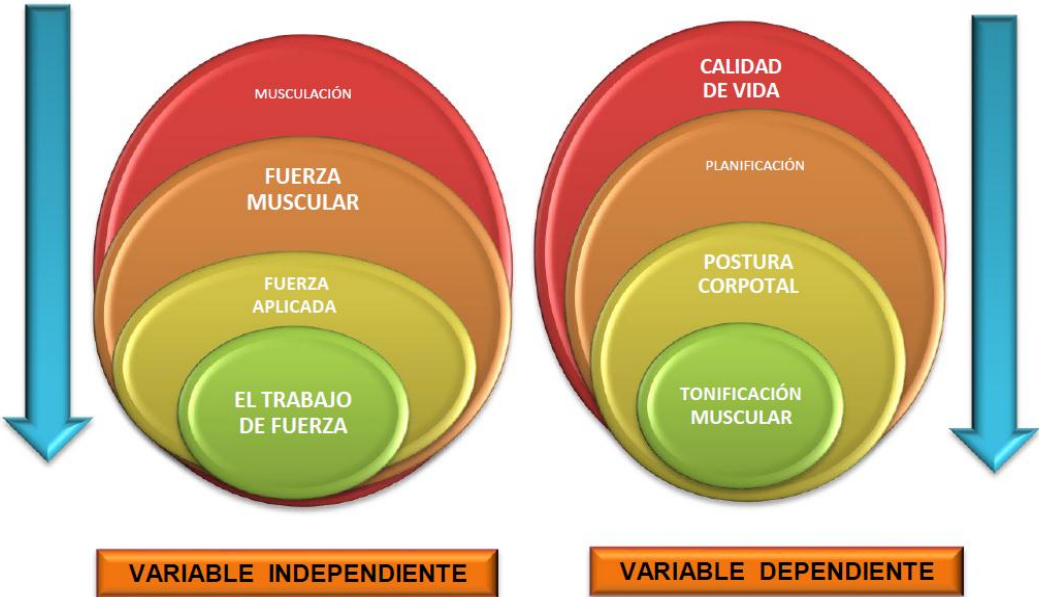 MUSCULACIÓN
FUERZA
MUSCULAR
FUERZA
APLICADA
EL TRABAJO
DE FUERZA
VARIABLE INDEPENDIENTE
CALIDAD
DE VIDA
PLANIFICACIÓN
POSTURA
CORPOTAL
TONIFICACIÓN
MUSCULAR
VARIABLE DEPENDIENTE